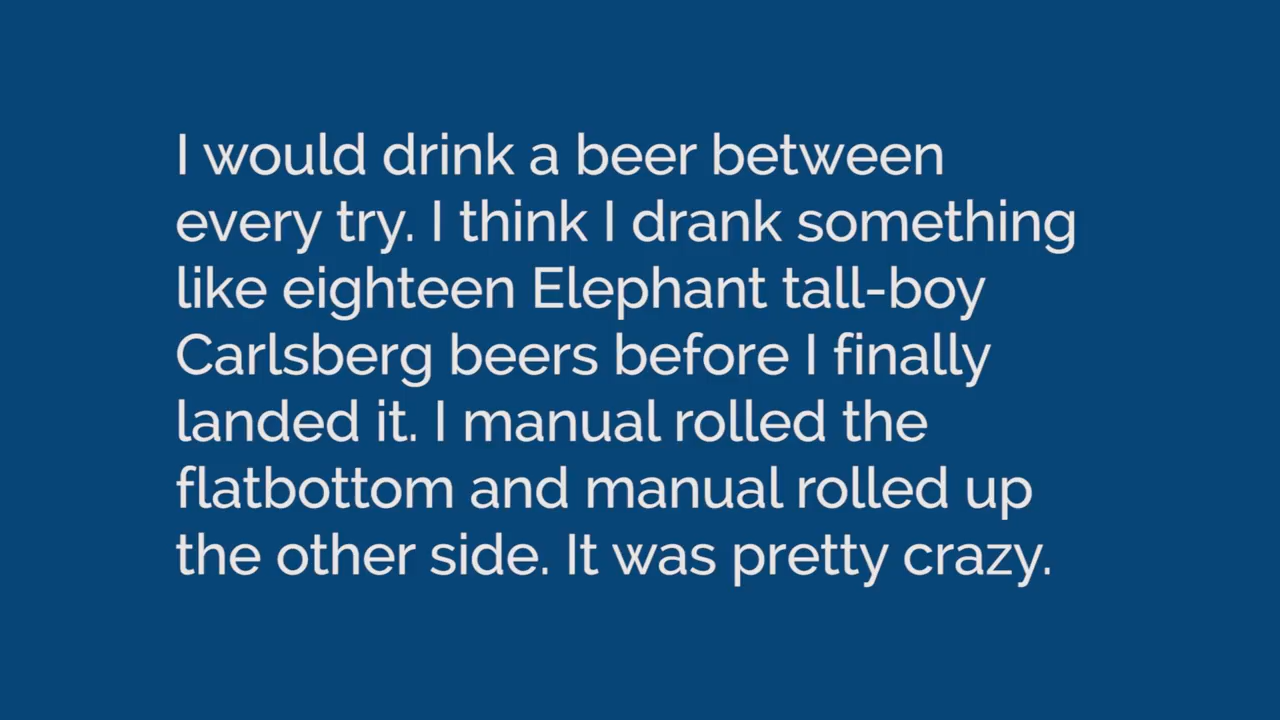 I would drink a beer between
every try. I think I drank something
like eighteen Elephant tall-boy
Carlsberg beers before I finally
landed it. I manual rolled the
flatbottom and manual rolled up
the other side. It was pretty crazy.